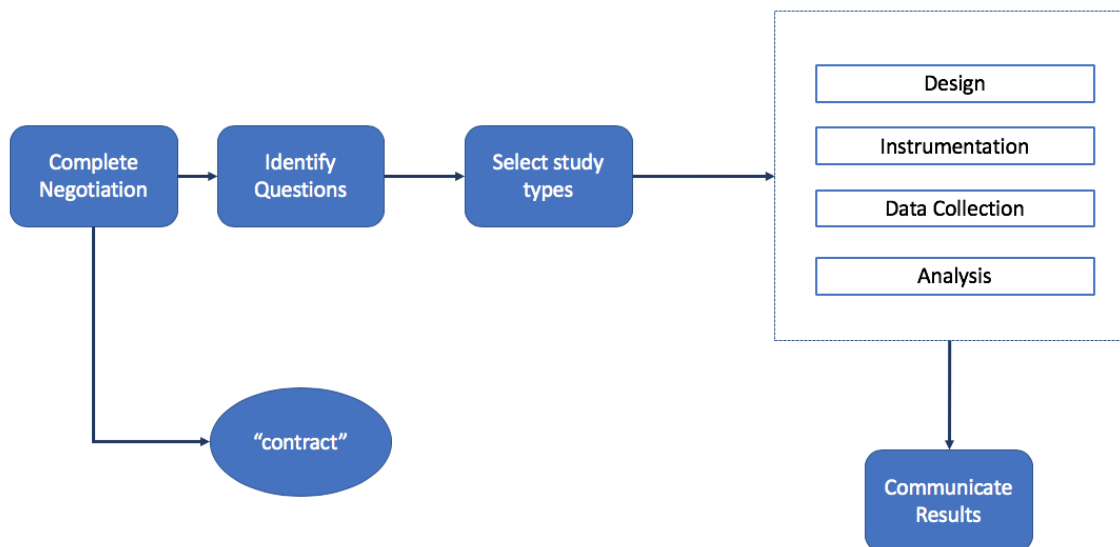 Complete
Negotiation
Identify
Questions
Select study
types
Design
Instrumentation
Data Collection
Analysis
“contract”
Communicate
Results